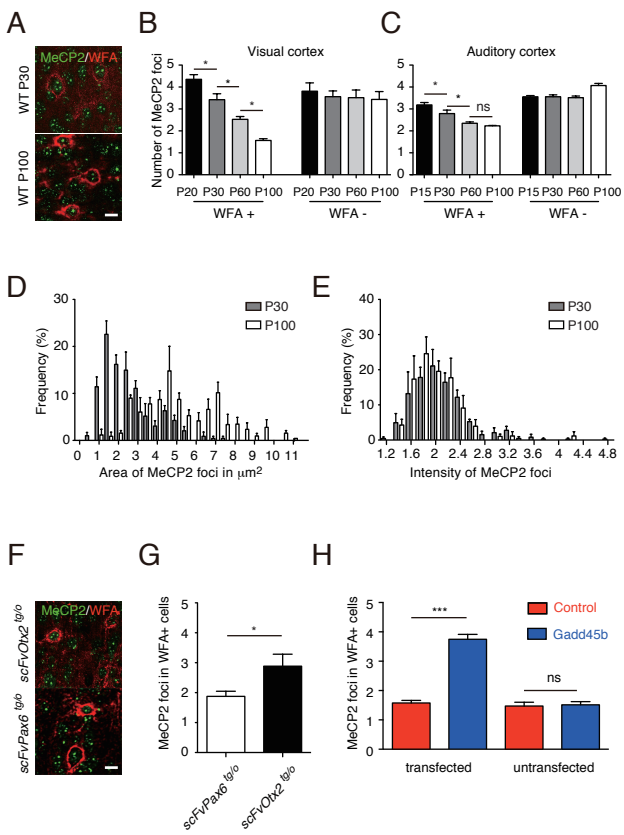 A
MeCP2/WFA
WT P30
WT P100
B
Visual cortex
Number of MeCP2 foci
5
4
3
2
1
0
* * *
P20 P30 P60 P100
WFA +
P20 P30 P60 P100
WFA -
C
Auditory cortex
5
4
3
2
1
0
* * ns
P15 P30 P60 P100
WFA +
P15 P30 P60 P100
WFA -
D
Frequency (%)
30
20
10
0
P30
P100
0 1 2 3 4 5 6 7 8 9 10 11
Area of MeCP2 foci in μm²
E
Frequency (%)
40
30
20
10
0
P30
P100
1.2 1.6 2 2.4 2.8 3.2 3.6 4 4.4 4.8
Intensity of MeCP2 foci
F
MeCP2/WFA
scFvOtx2 tg/o
scFvPax6 tg/o
G
MeCP2 foci in WFA+ cells
5
4
3
2
1
0
*
scFvPax6 tg/o
scFvOtx2 tg/o
H
MeCP2 foci in WFA+ cells
5
4
3
2
1
0
Control
Gadd45b
***
ns
transfected
untransfected